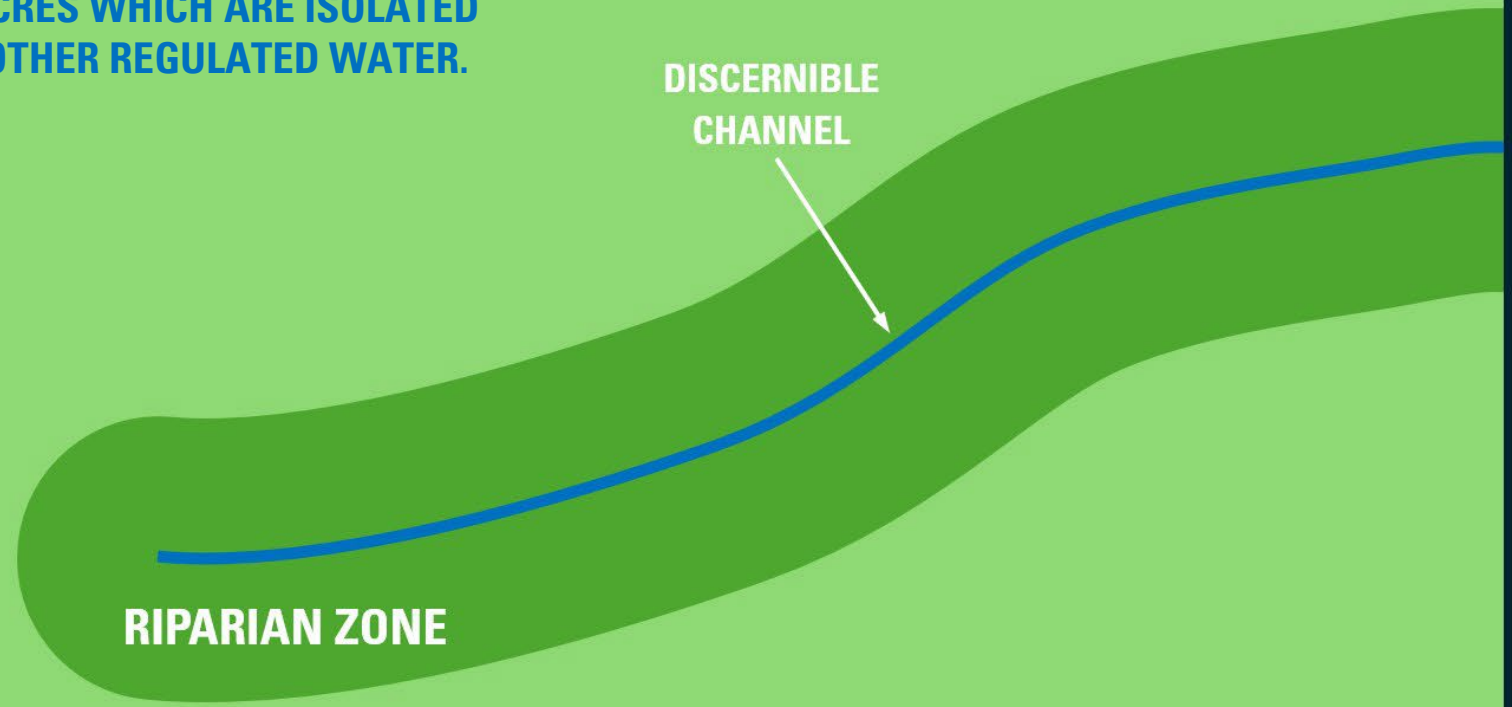 WHICH ARE ISOLATED
OTHER REGULATED WATER.
DISCERNIBLE
CHANNEL
RIPARIAN ZONE